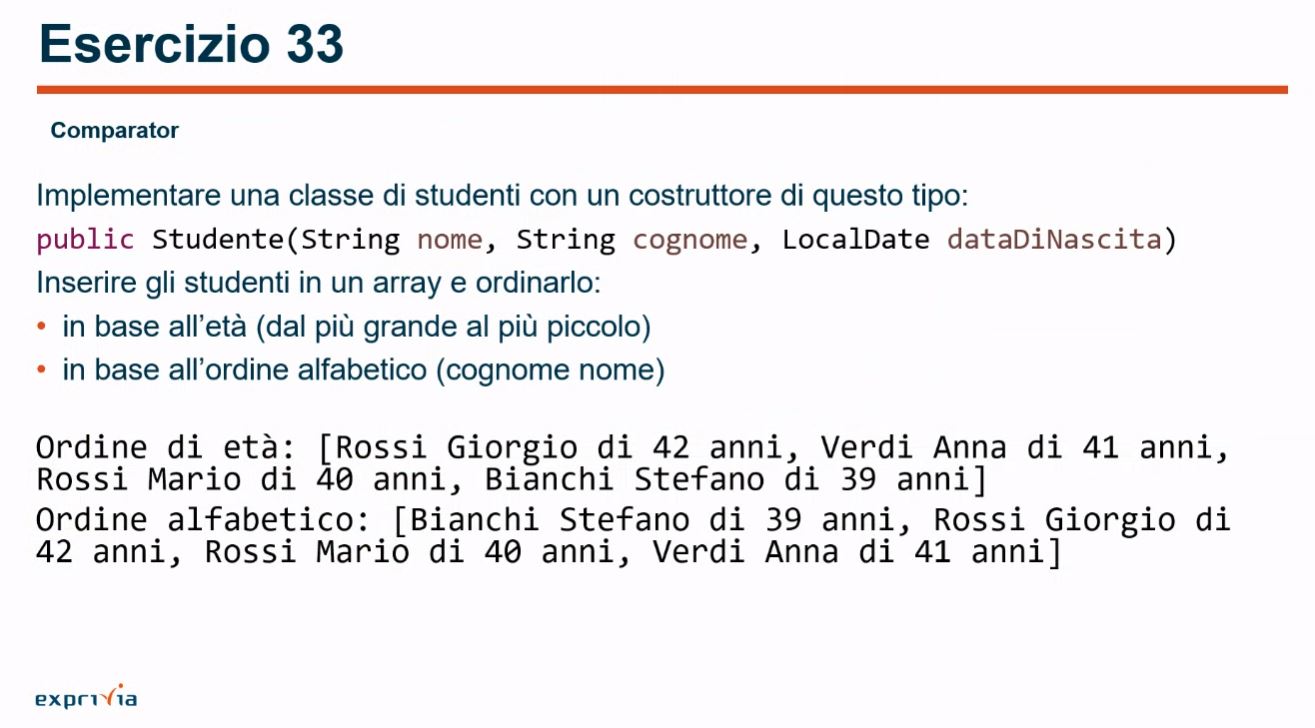 Esercizio 33
Comparator
Implementare una classe di studenti con un costruttore di questo tipo:
public Studente(String nome, String cognome, LocalDate dataDiNascita)
Inserire gli studenti in un array e ordinarlo:
• in base all’età (dal più grande al più piccolo)
• in base all’ordine alfabetico (cognome nome)
Ordine di età: [Rossi Giorgio di 42 anni, Verdi Anna di 41 anni,
Rossi Mario di 40 anni, Bianchi Stefano di 39 anni]
Ordine alfabetico: [Bianchi Stefano di 39 anni, Rossi Giorgio di
42 anni, Rossi Mario di 40 anni, Verdi Anna di 41 anni]
exprivia